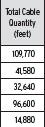 Total Cable
Quantity
(feet)
109,770
41,580
32,640
96,600
14,880